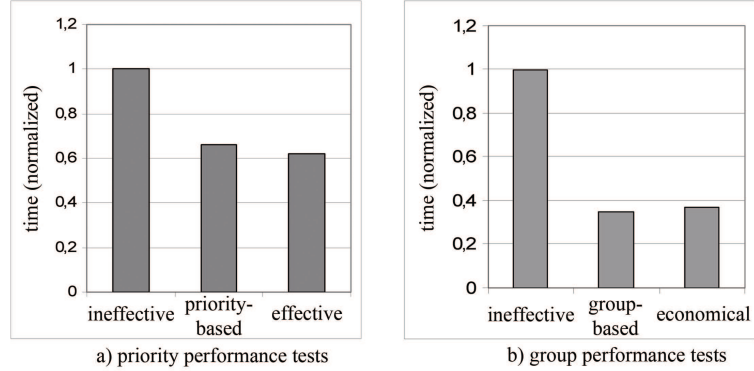 1,2
1
0,8
0,6
0,4
0,2
0
time (normalized)
ineffective
priority-
based
effective
a) priority performance tests
1,2
1
0,8
0,6
0,4
0,2
0
time (normalized)
ineffective
group-
based
economical
b) group performance tests